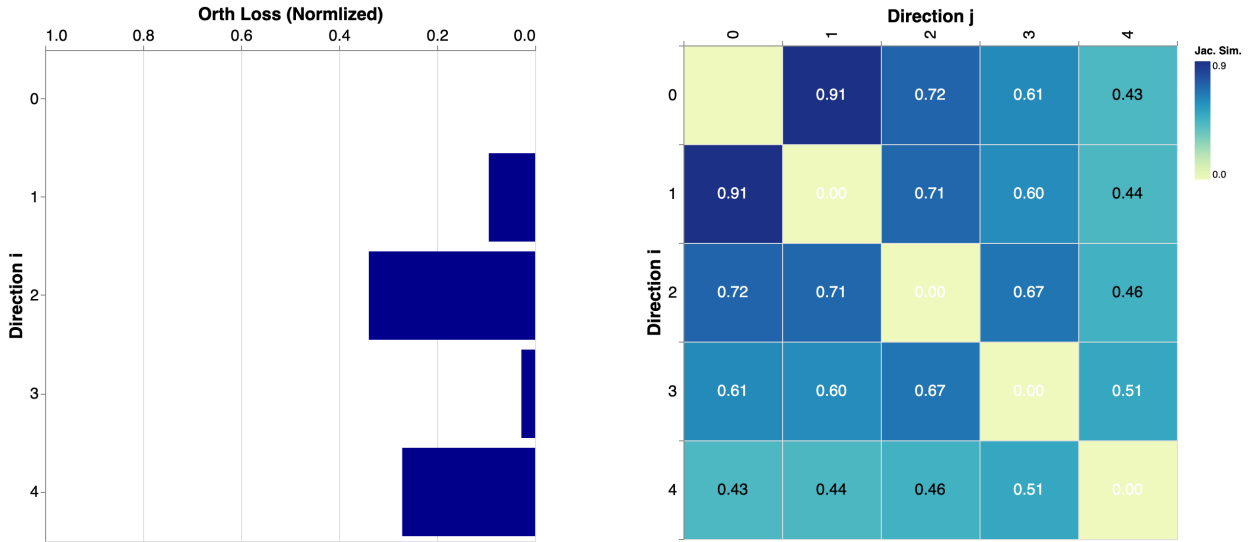 Orth Loss (Normlized)
1.0 0.8 0.6 0.4 0.2 0.0
Direction i
0
1
2
3
4
Direction j
0 1 2 3 4
Direction i
0 0.91 0.72 0.61 0.43
1 0.91 0.00 0.71 0.60 0.44
2 0.72 0.71 0.00 0.67 0.46
3 0.61 0.60 0.67 0.00 0.51
4 0.43 0.44 0.46 0.51 0.00
Jac. Sim.
0.9
0.0